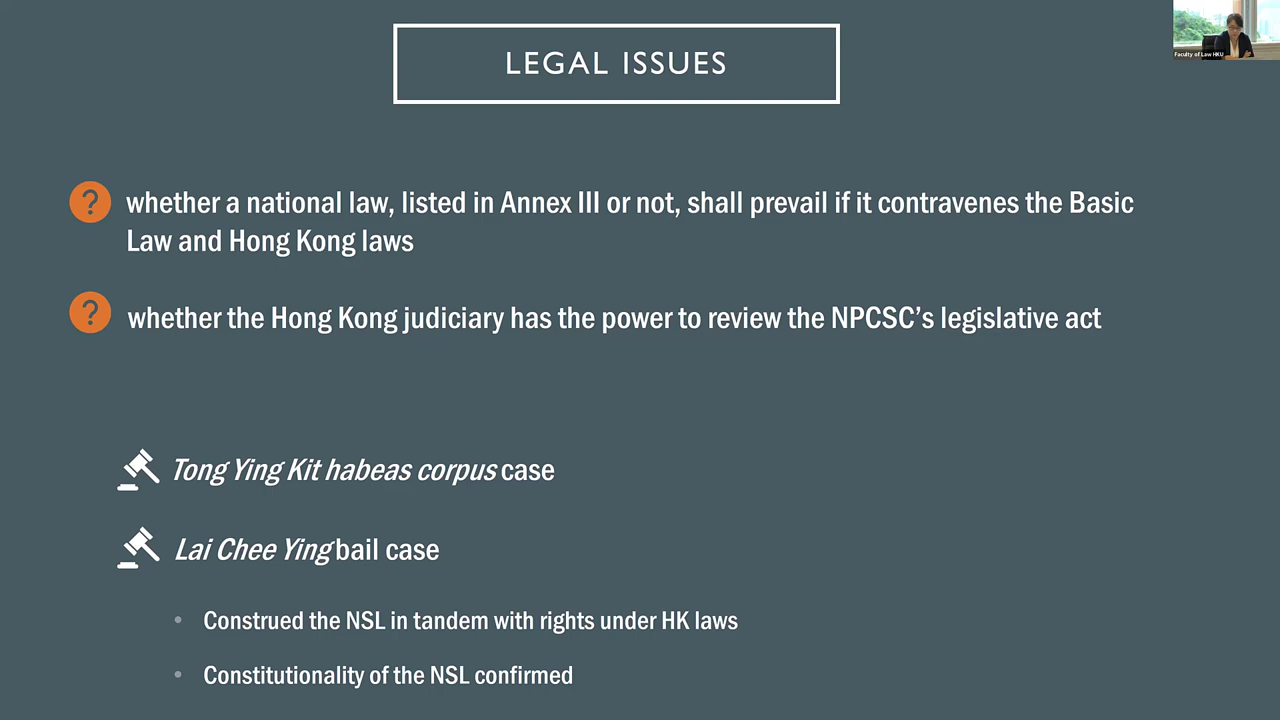 LEGAL ISSUES
Faculty of Law HKU
? whether a national law, listed in Annex III or not, shall prevail if it contravenes the Basic
Law and Hong Kong laws
? whether the Hong Kong judiciary has the power to review the NPCSC’s legislative act
Tong Ying Kit habeas corpus case
Lai Chee Ying bail case
• Construed the NSL in tandem with rights under HK laws
• Constitutionality of the NSL confirmed